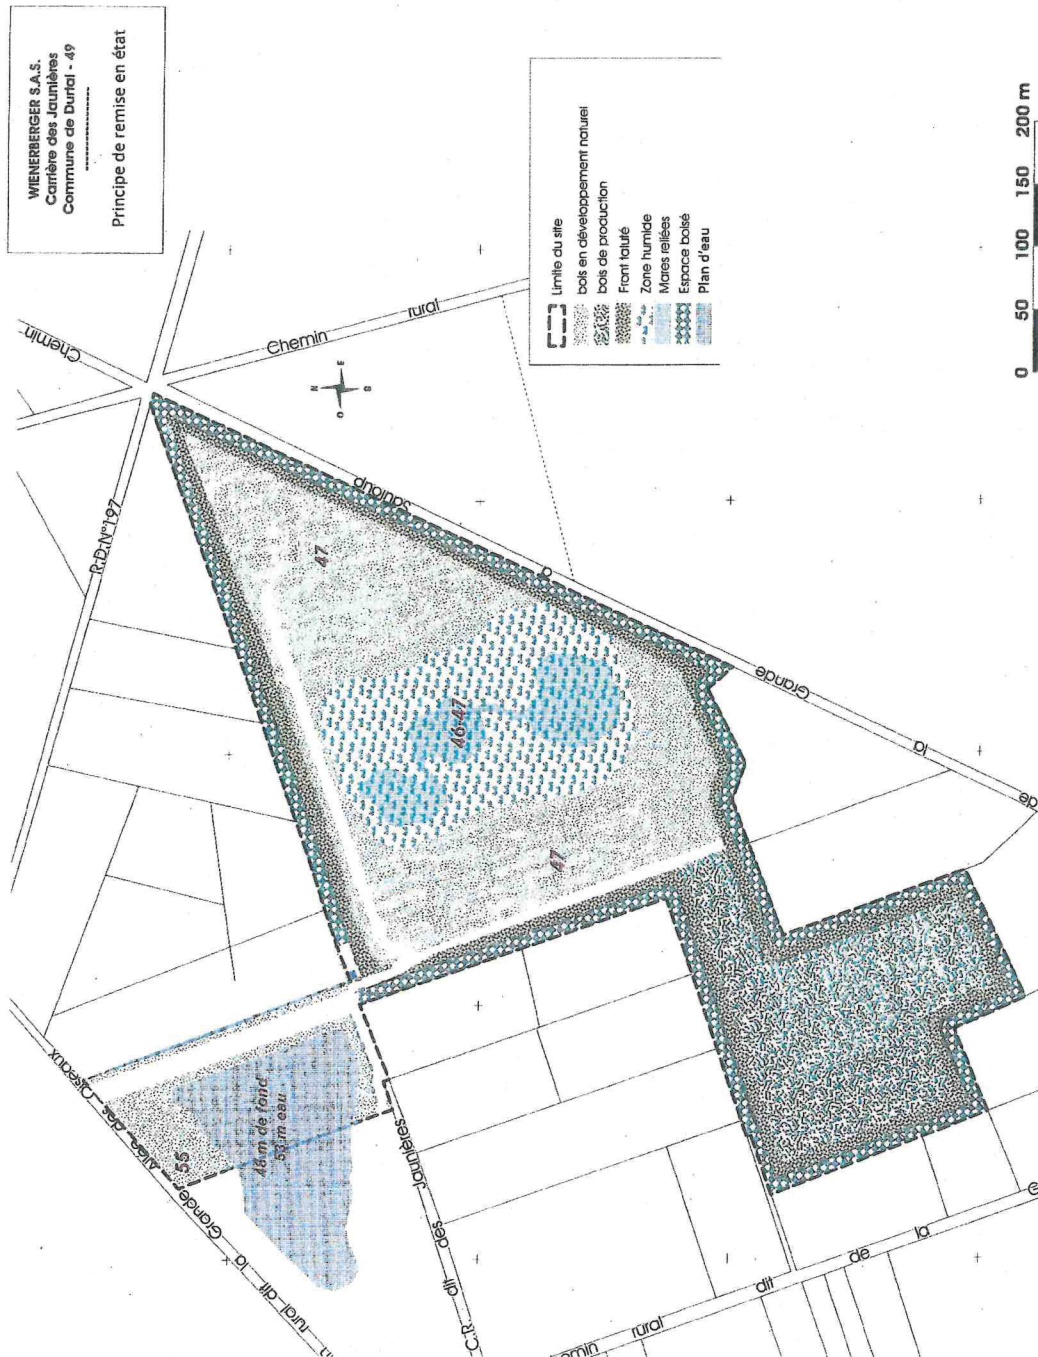 WIENERBERGER S.A.S.
Carrière des Jaunières
Commune de Durtal - 49
Principe de remise en état
Limite du site
bois en développement naturel
bois de production
Front taluté
Zone humide
Mares reliées
Espace boisé
Plan d'eau
0 50 100 150 200 m
Chemin
Chemin rural
N
O E
S
R.D.N°197
47
Sauloup
à
Grande
la
de
46-47
47
Allée des Oiseaux
Grande
la
rural dit
55
48 m de fond
53 m eau
C.R. dit des Jaunières
rural dit de la